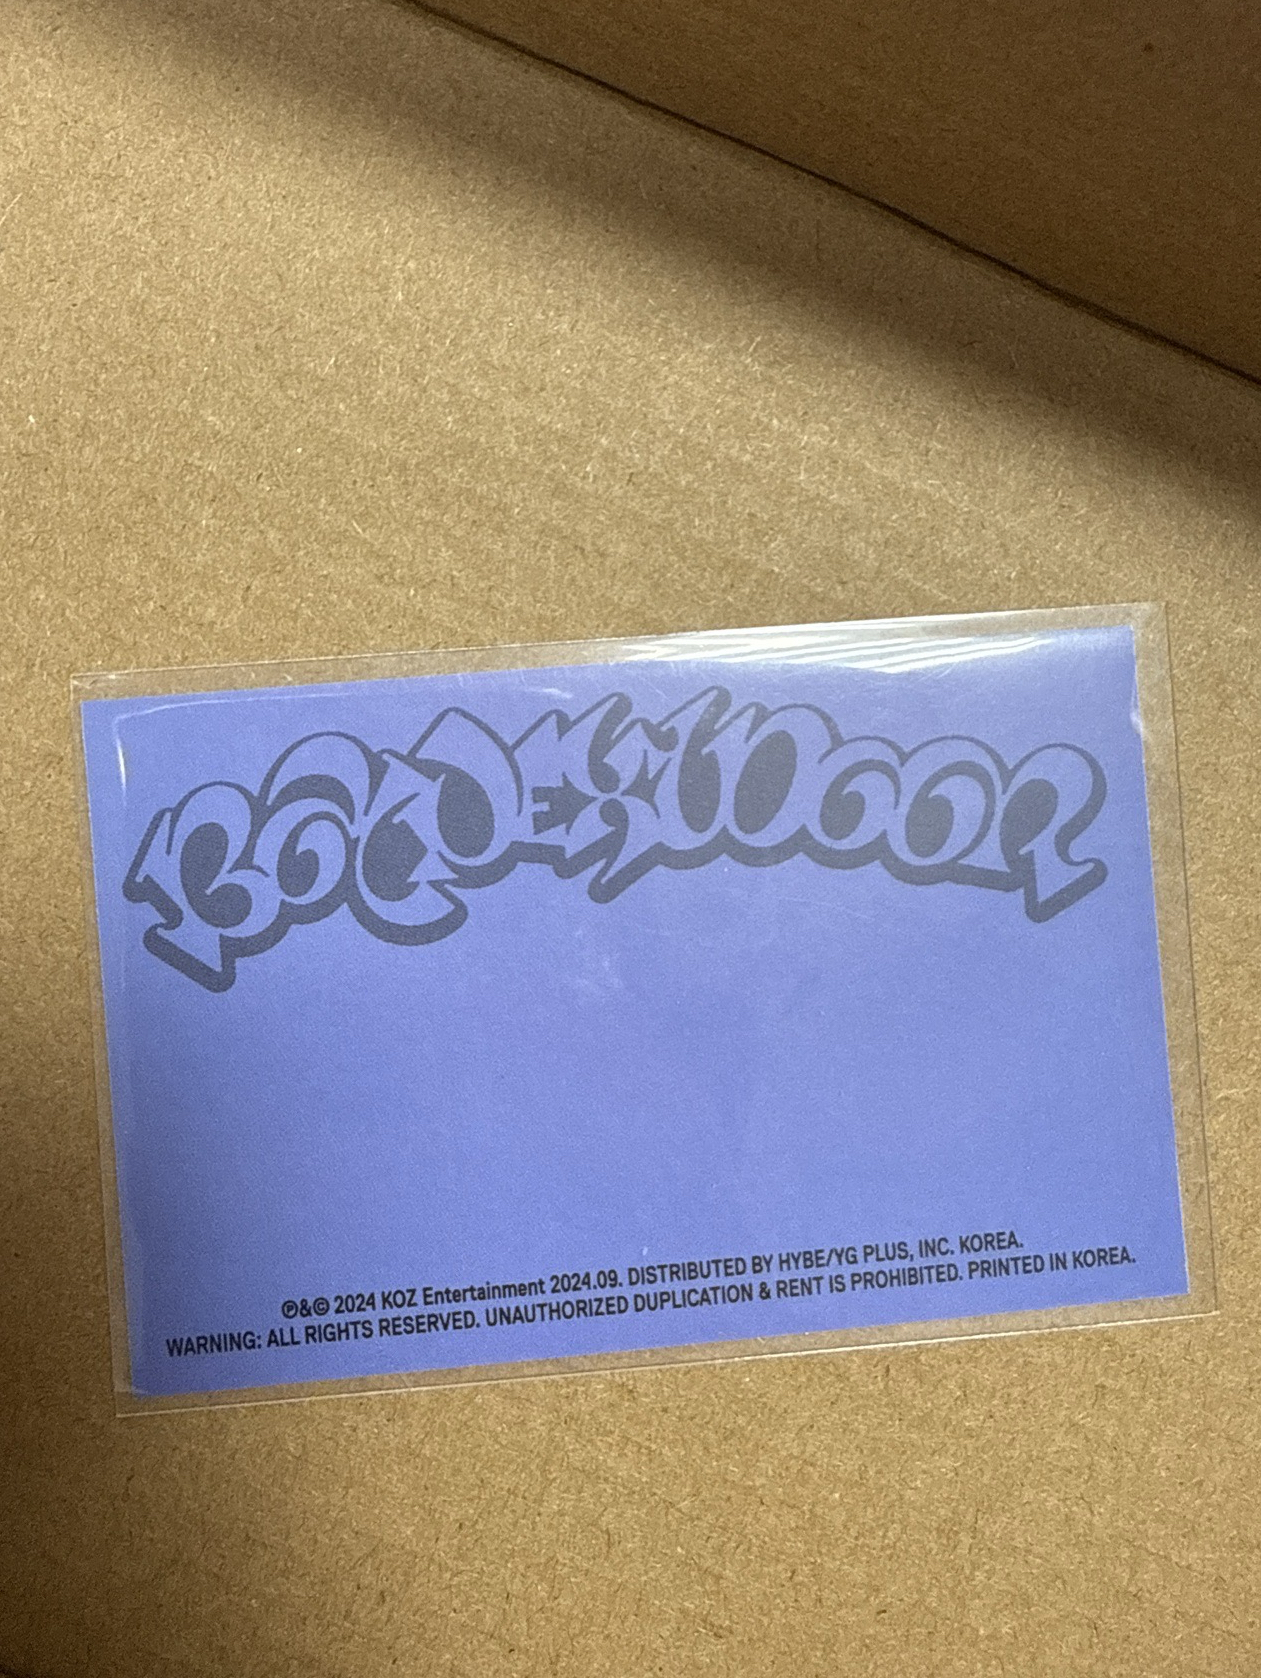 BOYNEXTDOOR
℗&© 2024 KOZ Entertainment 2024.09. DISTRIBUTED BY HYBE/YG PLUS, INC. KOREA.
WARNING: ALL RIGHTS RESERVED. UNAUTHORIZED DUPLICATION & RENT IS PROHIBITED. PRINTED IN KOREA.